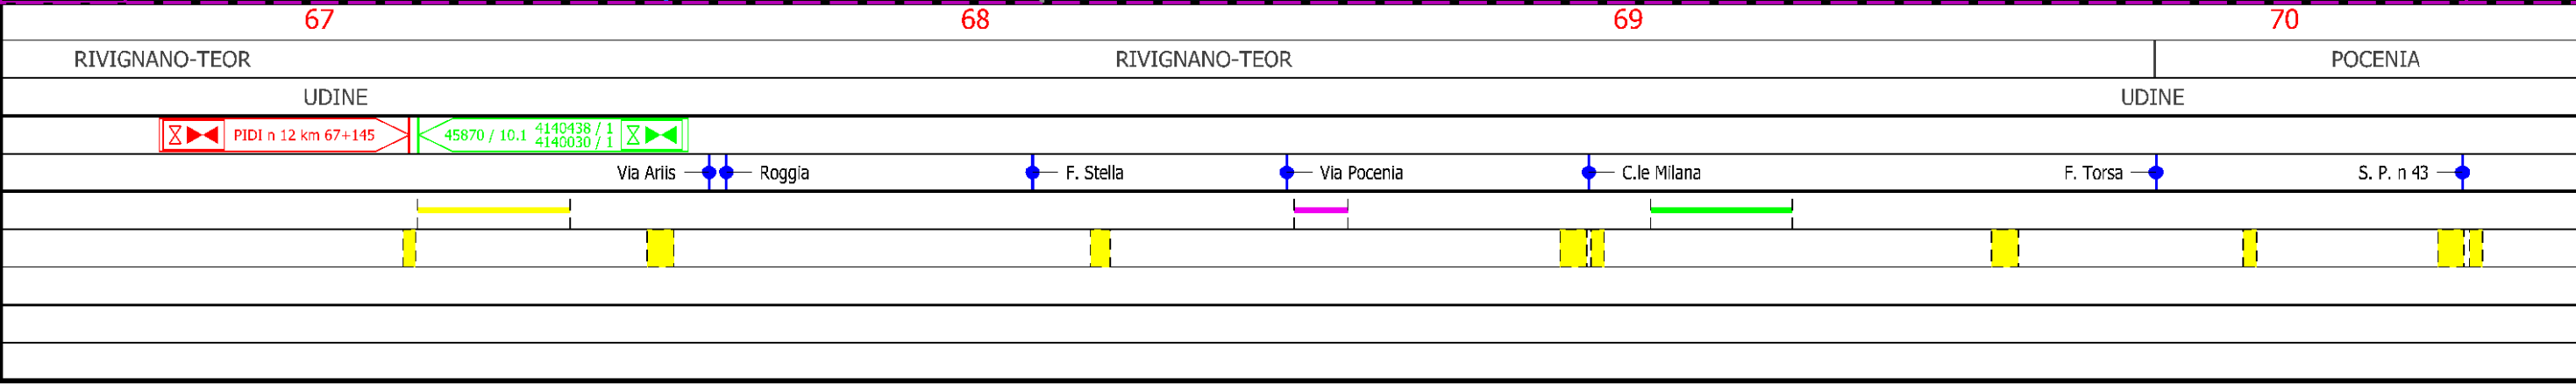 67 68 69 70
RIVIGNANO-TEOR RIVIGNANO-TEOR POCENIA
UDINE UDINE
PIDI n 12 km 67+145 45870 / 10.1 4140438 / 1
4140030 / 1
Via Ariis Roggia F. Stella Via Pocenia C.le Milana F. Torsa S. P. n 43